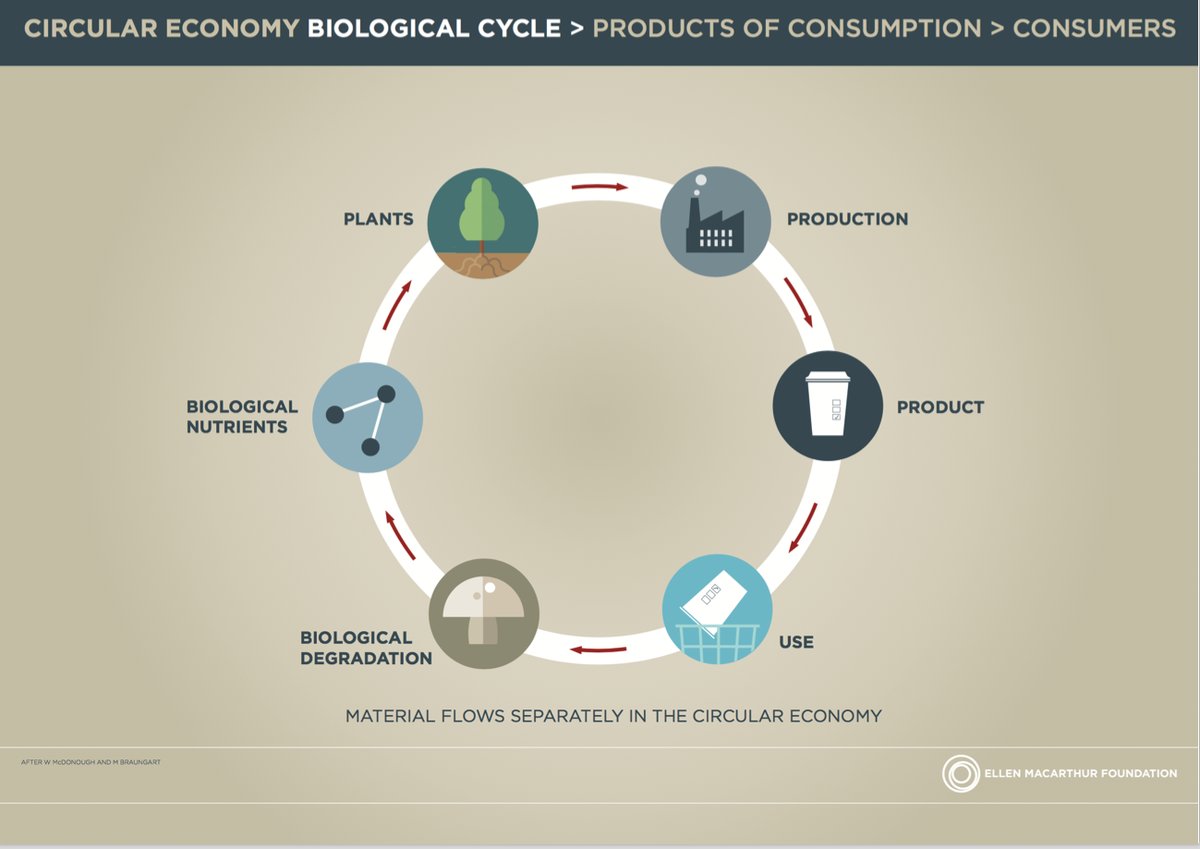 CIRCULAR ECONOMY BIOLOGICAL CYCLE > PRODUCTS OF CONSUMPTION > CONSUMERS
PLANTS
PRODUCTION
BIOLOGICAL
NUTRIENTS
PRODUCT
BIOLOGICAL
DEGRADATION
USE
MATERIAL FLOWS SEPARATELY IN THE CIRCULAR ECONOMY
AFTER W McDONOUGH AND M BRAUNGART
ELLEN MACARTHUR FOUNDATION